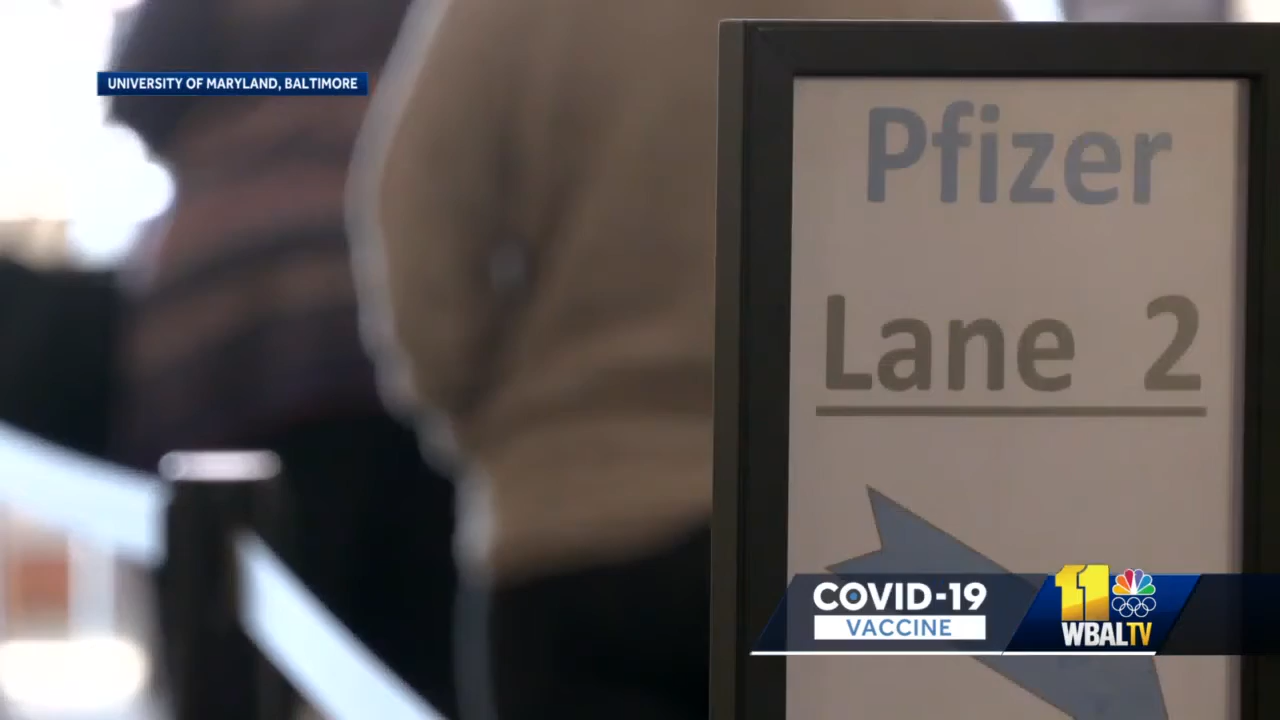 UNIVERSITY OF MARYLAND, BALTIMORE
Pfizer
Lane 2
COVID-19
VACCINE
11
WBALTV